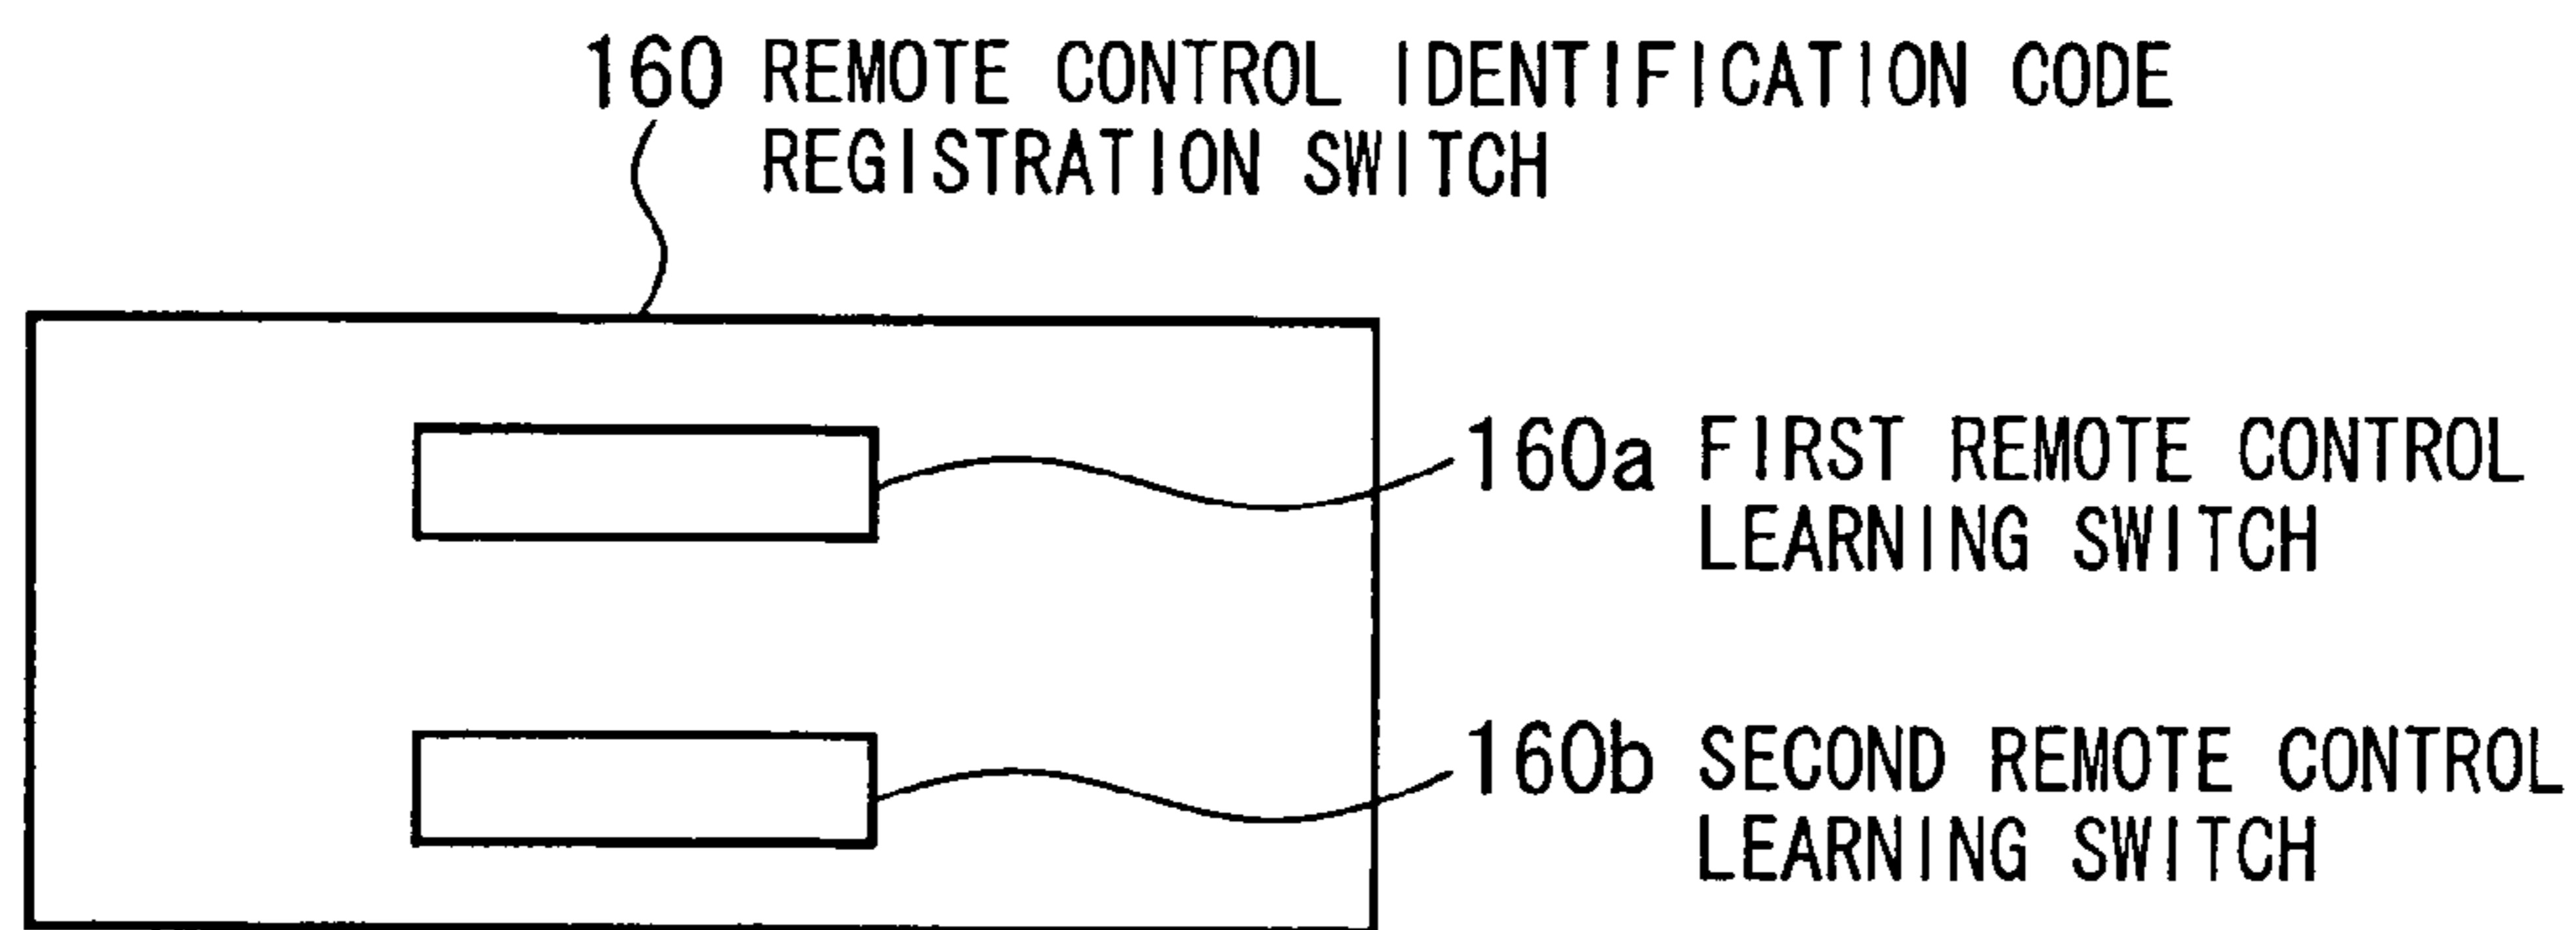 160 REMOTE CONTROL IDENTIFICATION CODE
REGISTRATION SWITCH
160a FIRST REMOTE CONTROL
LEARNING SWITCH
160b SECOND REMOTE CONTROL
LEARNING SWITCH